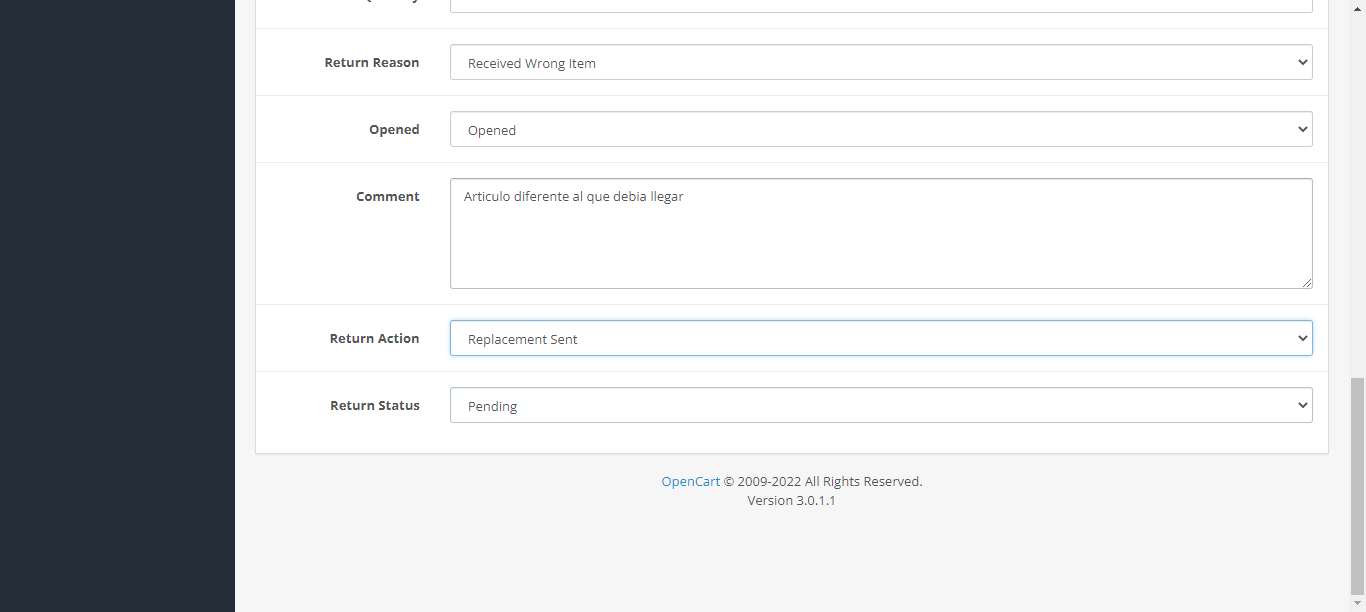 Return Reason
Received Wrong Item
Opened
Opened
Comment
Articulo diferente al que debia llegar
Return Action
Replacement Sent
Return Status
Pending
OpenCart © 2009-2022 All Rights Reserved.
Version 3.0.1.1